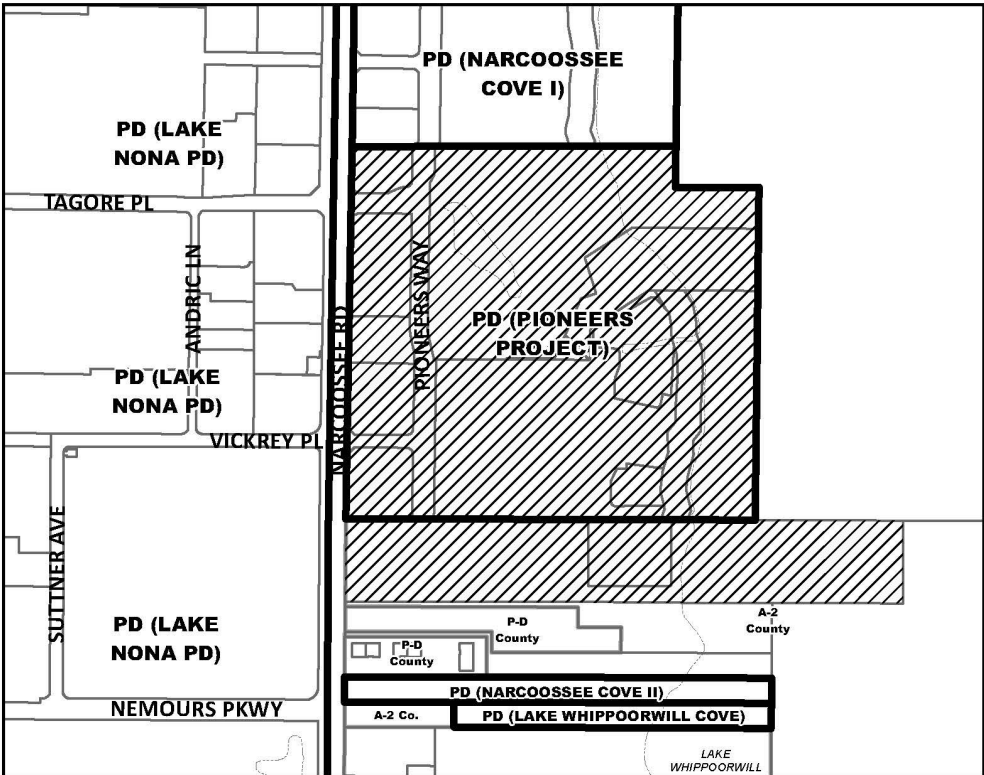 PD (NARCOOSSEE
COVE I)
PD (LAKE
NONA PD)
TAGORE PL
ANDRIC LN
NARCOOSSEE RD
PIONEERS WAY
PD (PIONEERS
PROJECT)
PD (LAKE
NONA PD)
VICKREY PL
SUTTNER AVE
PD (LAKE
NONA PD)
P-D
County
A-2
County
P-D
County
PD (NARCOOSSEE COVE II)
NEMOURS PKWY
A-2 Co.
PD (LAKE WHIPPOORWILL COVE)
LAKE
WHIPPOORWILL